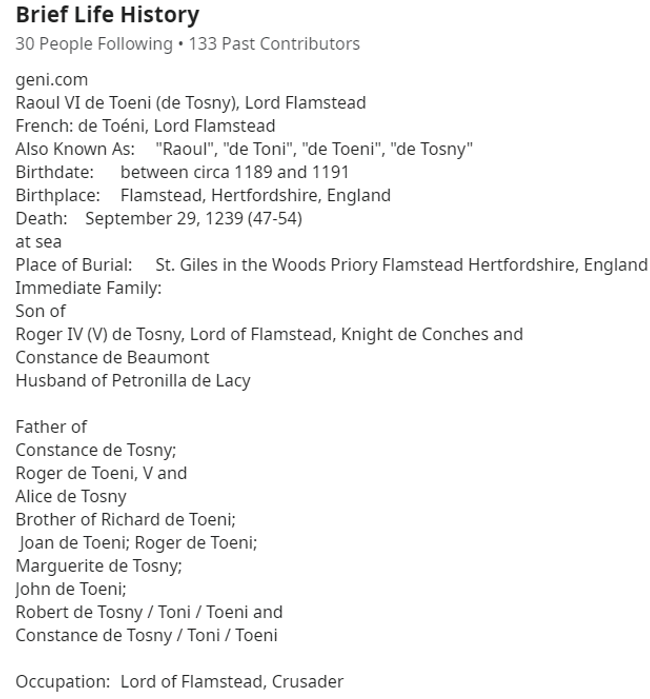 Brief Life History
30 People Following • 133 Past Contributors
geni.com
Raoul VI de Toeni (de Tosny), Lord Flamstead
French: de Toéni, Lord Flamstead
Also Known As: "Raoul", "de Toni", "de Toeni", "de Tosny"
Birthdate: between circa 1189 and 1191
Birthplace: Flamstead, Hertfordshire, England
Death: September 29, 1239 (47-54)
at sea
Place of Burial: St. Giles in the Woods Priory Flamstead Hertfordshire, England
Immediate Family:
Son of
Roger IV (V) de Tosny, Lord of Flamstead, Knight de Conches and
Constance de Beaumont
Husband of Petronilla de Lacy
Father of
Constance de Tosny;
Roger de Toeni, V and
Alice de Tosny
Brother of Richard de Toeni;
Joan de Toeni; Roger de Toeni;
Marguerite de Tosny;
John de Toeni;
Robert de Tosny / Toni / Toeni and
Constance de Tosny / Toni / Toeni
Occupation: Lord of Flamstead, Crusader